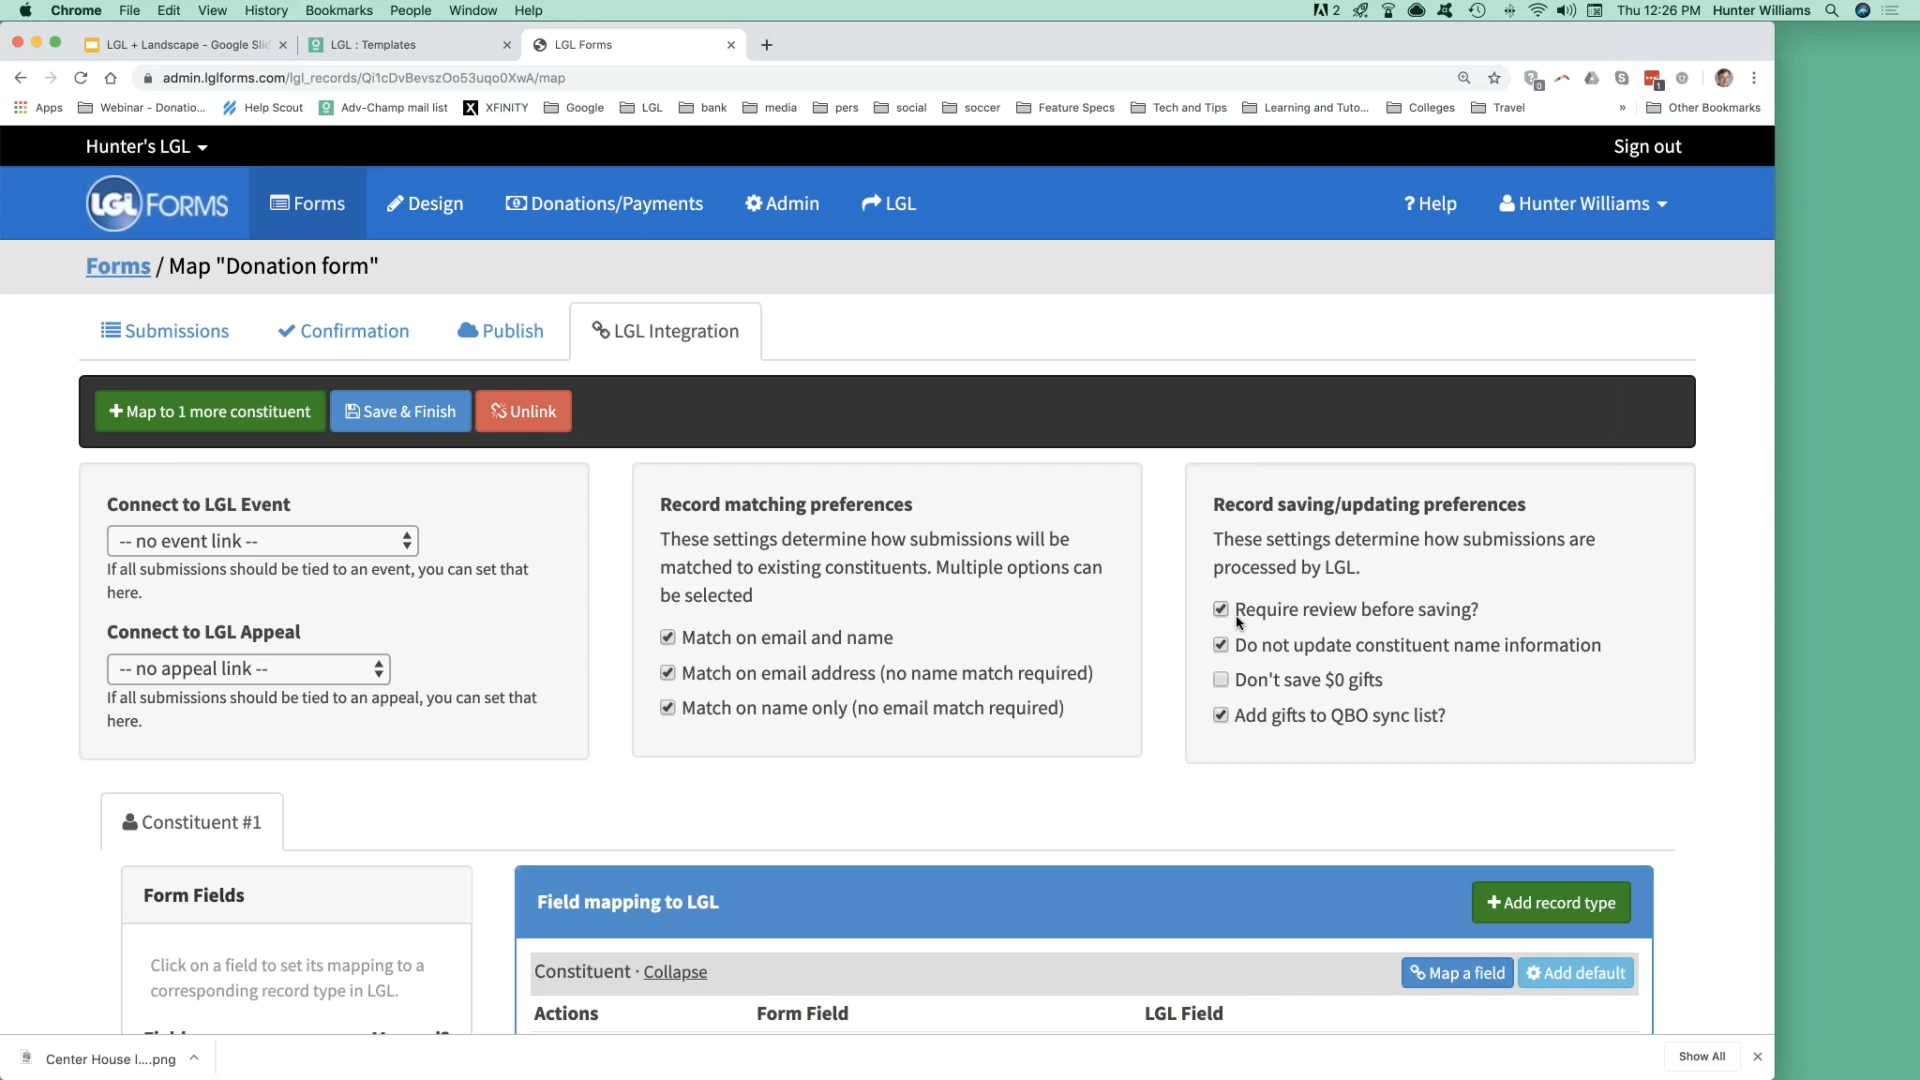 Chrome File Edit View History Bookmarks People Window Help 2 Thu 12:26 PM Hunter Williams
LGL + Landscape - Google Slid LGL : Templates LGL Forms
admin.lglforms.com/lgl_records/Qi1cDvBevszOo53uqo0XwA/map
Apps Webinar - Donatio... Help Scout Adv-Champ mail list XFINITY Google LGL bank media pers social soccer Feature Specs Tech and Tips Learning and Tuto... Colleges Travel » Other Bookmarks
Hunter's LGL Sign out
LGL FORMS Forms Design Donations/Payments Admin LGL ? Help Hunter Williams
Forms / Map "Donation form"
Submissions Confirmation Publish LGL Integration
+ Map to 1 more constituent Save & Finish Unlink
Connect to LGL Event
-- no event link --
If all submissions should be tied to an event, you can set that
here.
Connect to LGL Appeal
-- no appeal link --
If all submissions should be tied to an appeal, you can set that
here.
Record matching preferences
These settings determine how submissions will be
matched to existing constituents. Multiple options can
be selected
Match on email and name
Match on email address (no name match required)
Match on name only (no email match required)
Record saving/updating preferences
These settings determine how submissions are
processed by LGL.
Require review before saving?
Do not update constituent name information
Don't save $0 gifts
Add gifts to QBO sync list?
Constituent #1
Form Fields
Click on a field to set its mapping to a
corresponding record type in LGL.
Field mapping to LGL + Add record type
Constituent · Collapse Map a field Add default
Actions Form Field LGL Field
Center House l....png Show All